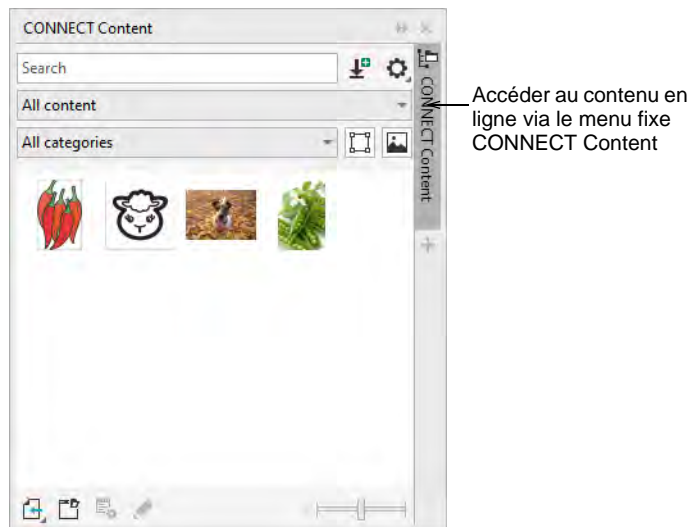 CONNECT Content
Search
All content
All categories
CONNECT Content
Accéder au contenu en
ligne via le menu fixe
CONNECT Content